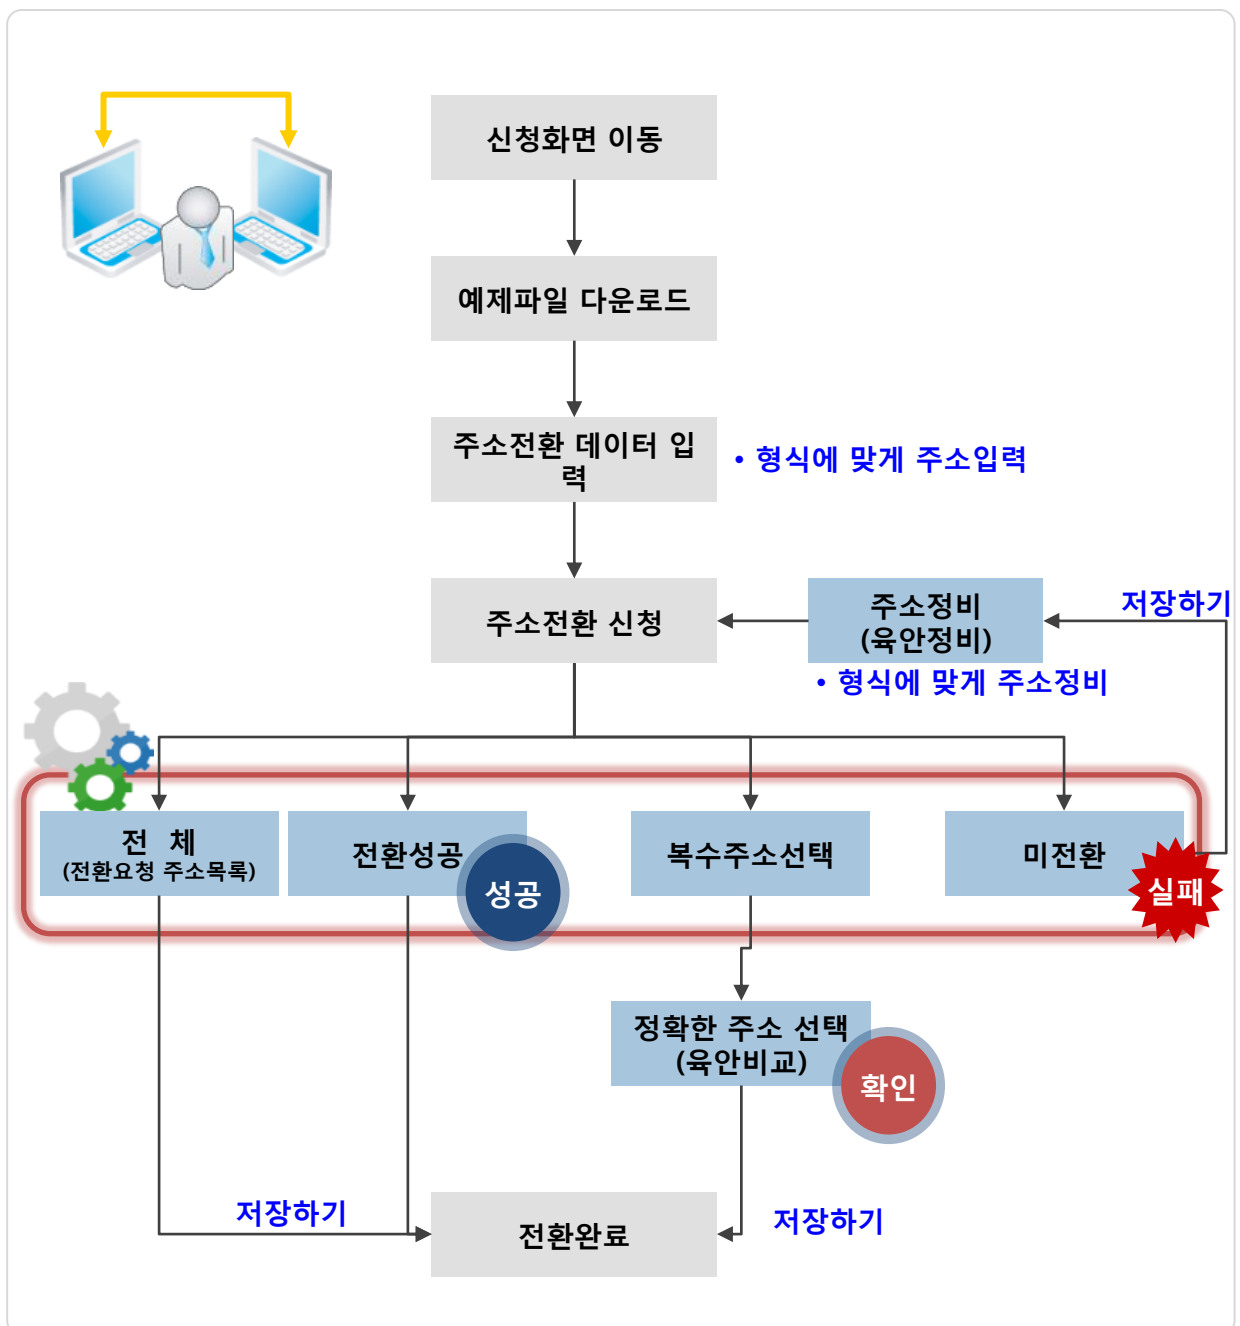 신청화면 이동
예제파일 다운로드
주소전환 데이터 입
력
• 형식에 맞게 주소입력
주소전환 신청
주소정비
(육안정비)
저장하기
• 형식에 맞게 주소정비
전 체
(전환요청 주소목록)
전환성공
성공
복수주소선택
미전환
실패
정확한 주소 선택
(육안비교)
확인
저장하기
전환완료
저장하기